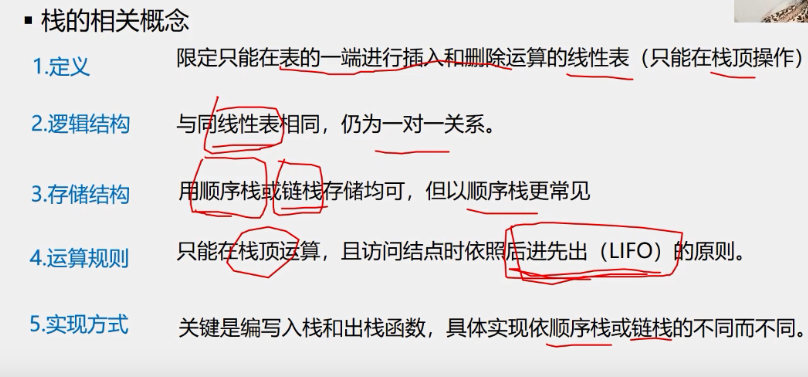 ▪ 栈的相关概念
1.定义 限定只能在表的一端进行插入和删除运算的线性表（只能在栈顶操作）
2.逻辑结构 与同线性表相同，仍为一对一关系。
3.存储结构 用顺序栈或链栈存储均可，但以顺序栈更常见
4.运算规则 只能在栈顶运算，且访问结点时依照后进先出（LIFO）的原则。
5.实现方式 关键是编写入栈和出栈函数，具体实现依顺序栈或链栈的不同而不同。